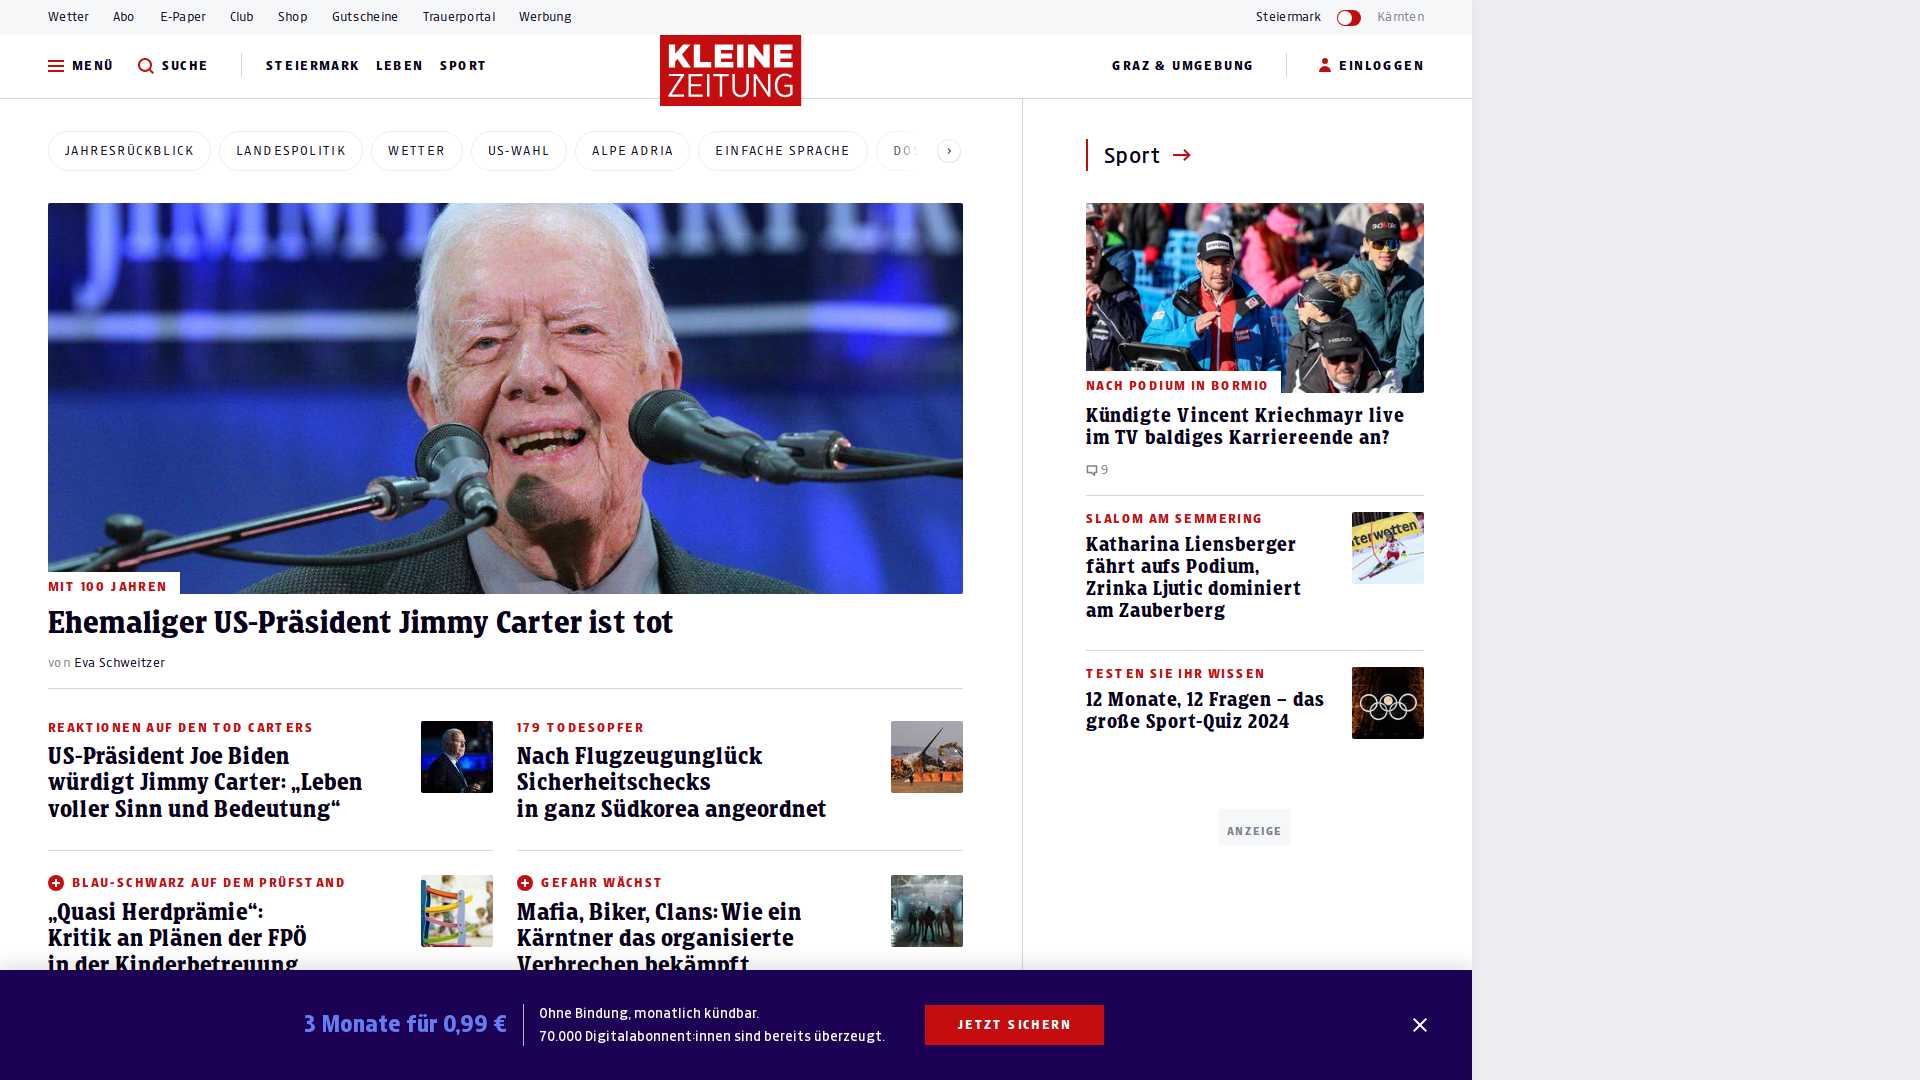 Wetter Abo E-Paper Club Shop Gutscheine Trauerportal Werbung Steiermark Kärnten
MENÜ SUCHE STEIERMARK LEBEN SPORT KLEINE ZEITUNG GRAZ & UMGEBUNG EINLOGGEN
JAHRESRÜCKBLICK LANDESPOLITIK WETTER US-WAHL ALPE ADRIA EINFACHE SPRACHE
MIT 100 JAHREN
Ehemaliger US-Präsident Jimmy Carter ist tot
von Eva Schweitzer
REAKTIONEN AUF DEN TOD CARTERS
US-Präsident Joe Biden
würdigt Jimmy Carter: „Leben
voller Sinn und Bedeutung“
179 TODESOPFER
Nach Flugzeugunglück
Sicherheitschecks
in ganz Südkorea angeordnet
BLAU-SCHWARZ AUF DEM PRÜFSTAND
„Quasi Herdprämie“:
Kritik an Plänen der FPÖ
in der Kinderbetreuung
GEFAHR WÄCHST
Mafia, Biker, Clans: Wie ein
Kärntner das organisierte
Verbrechen bekämpft
Sport
NACH PODIUM IN BORMIO
Kündigte Vincent Kriechmayr live
im TV baldiges Karriereende an?
9
SLALOM AM SEMMERING
Katharina Liensberger
fährt aufs Podium,
Zrinka Ljutic dominiert
am Zauberberg
TESTEN SIE IHR WISSEN
12 Monate, 12 Fragen – das
große Sport-Quiz 2024
ANZEIGE
3 Monate für 0,99 €
Ohne Bindung, monatlich kündbar.
70.000 Digitalabonnent:innen sind bereits überzeugt.
JETZT SICHERN